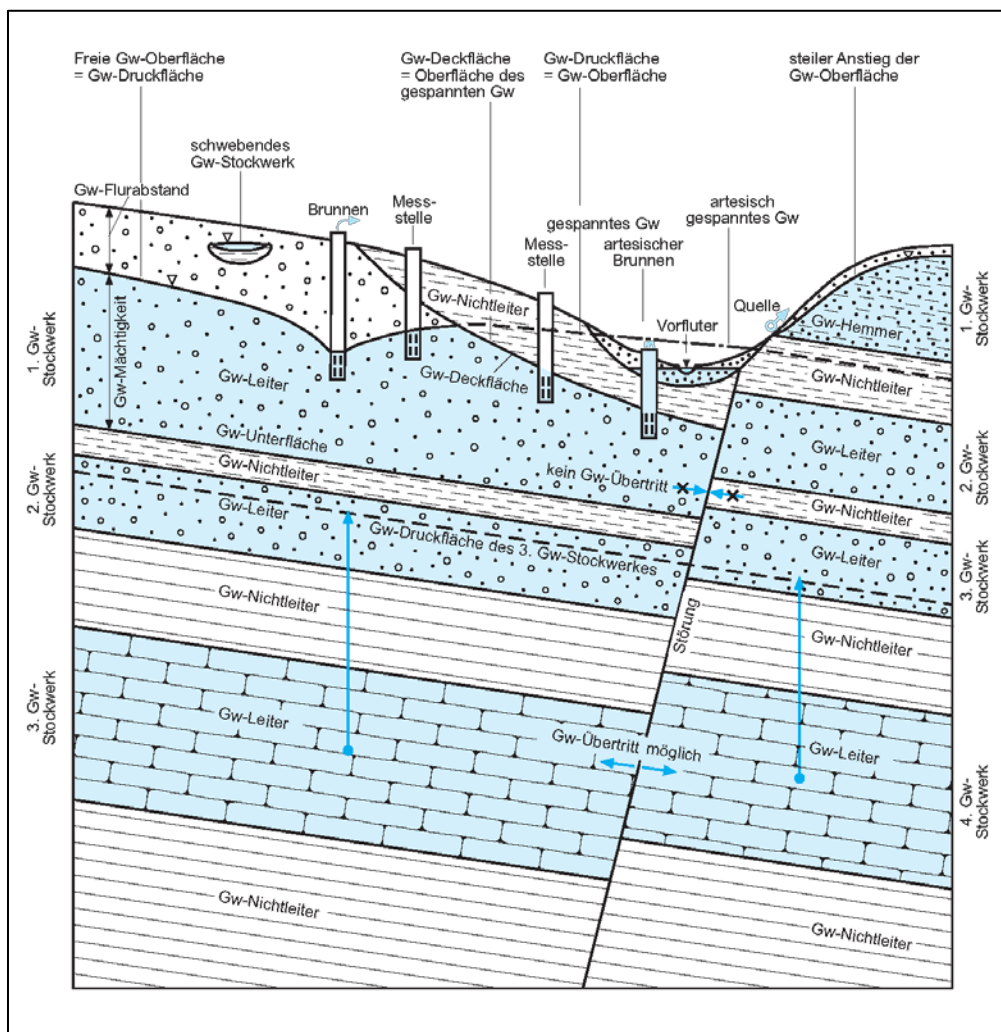 Freie Gw-Oberfläche
= Gw-Druckfläche
Gw-Deckfläche
= Oberfläche des
gespannten Gw
Gw-Druckfläche
= Gw-Oberfläche
steiler Anstieg der
Gw-Oberfläche
schwebendes
Gw-Stockwerk
Gw-Flurabstand
Brunnen
Mess-
stelle
gespanntes Gw
Mess-
stelle
artesischer
Brunnen
artesisch
gespanntes Gw
Gw-Nichtleiter
Quelle
Vorfluter
Gw-Hemmer
1. Gw-
Stockwerk
1. Gw-
Stockwerk
Gw-Mächtigkeit
Gw-Leiter
Gw-Deckfläche
Gw-Nichtleiter
Gw-Unterfläche
Gw-Nichtleiter
kein Gw-Übertritt
Gw-Leiter
2. Gw-
Stockwerk
2. Gw-
Stockwerk
Gw-Leiter
Gw-Druckfläche des 3. Gw-Stockwerkes
Gw-Nichtleiter
Gw-Leiter
3. Gw-
Stockwerk
Gw-Nichtleiter
Störung
Gw-Nichtleiter
3. Gw-
Stockwerk
Gw-Leiter
Gw-Übertritt möglich
Gw-Leiter
4. Gw-
Stockwerk
Gw-Nichtleiter
Gw-Nichtleiter